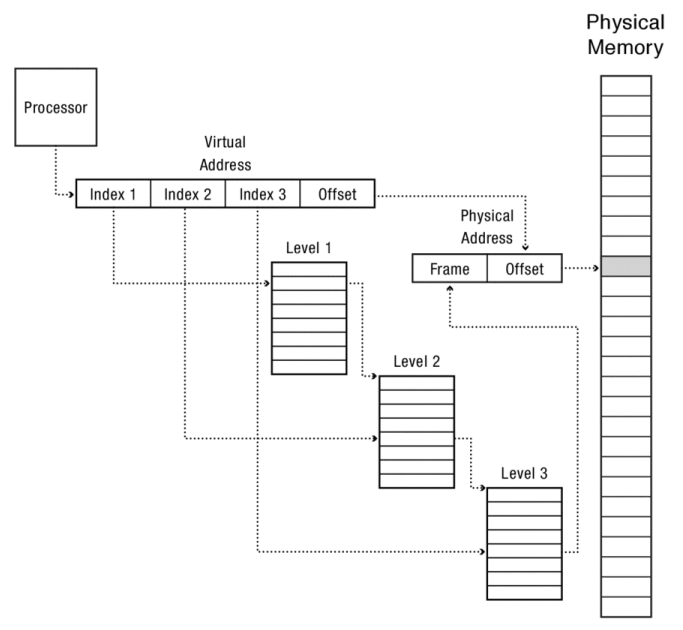 Physical
Memory
Processor
Virtual
Address
Index 1
Index 2
Index 3
Offset
Physical
Address
Frame
Offset
Level 1
Level 2
Level 3